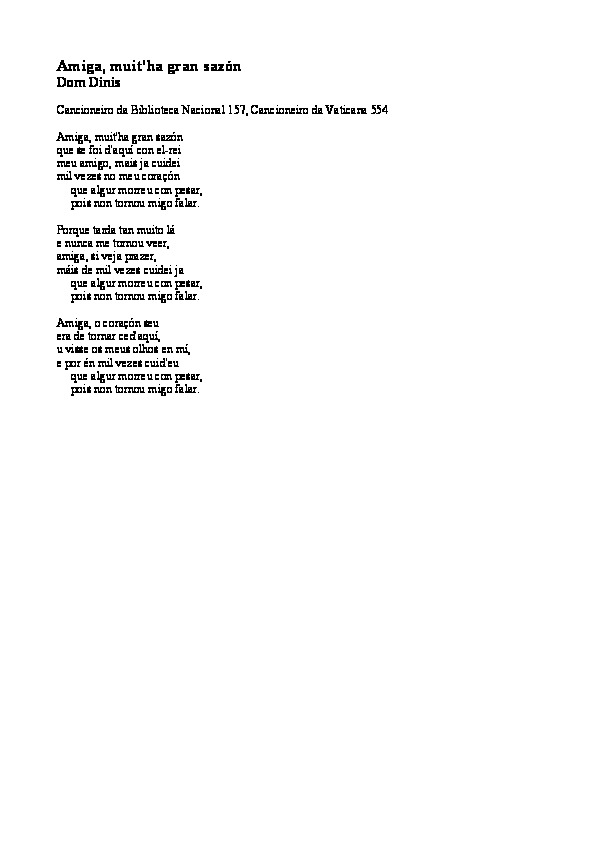 Amiga, muit'ha gran sazón
Dom Dinis
Cancioneiro da Biblioteca Nacional 157, Cancioneiro da Vaticana 554
Amiga, muit'ha gran sazón
que se foi d'aquí con el-rei
meu amigo, mais ja cuidei
mil vezes no meu coraçón
que algur morreu con pesar,
pois non tornou migo falar.
Porque tarda tan muito lá
e nunca me tornou veer,
amiga, si veja prazer,
máis de mil vezes cuidei ja
que algur morreu con pesar,
pois non tornou migo falar.
Amiga, o coraçón seu
era de tornar ced'aquí,
u visse os meus olhos en mí,
e por én mil vezes cuid'eu
que algur morreu con pesar,
pois non tornou migo falar.